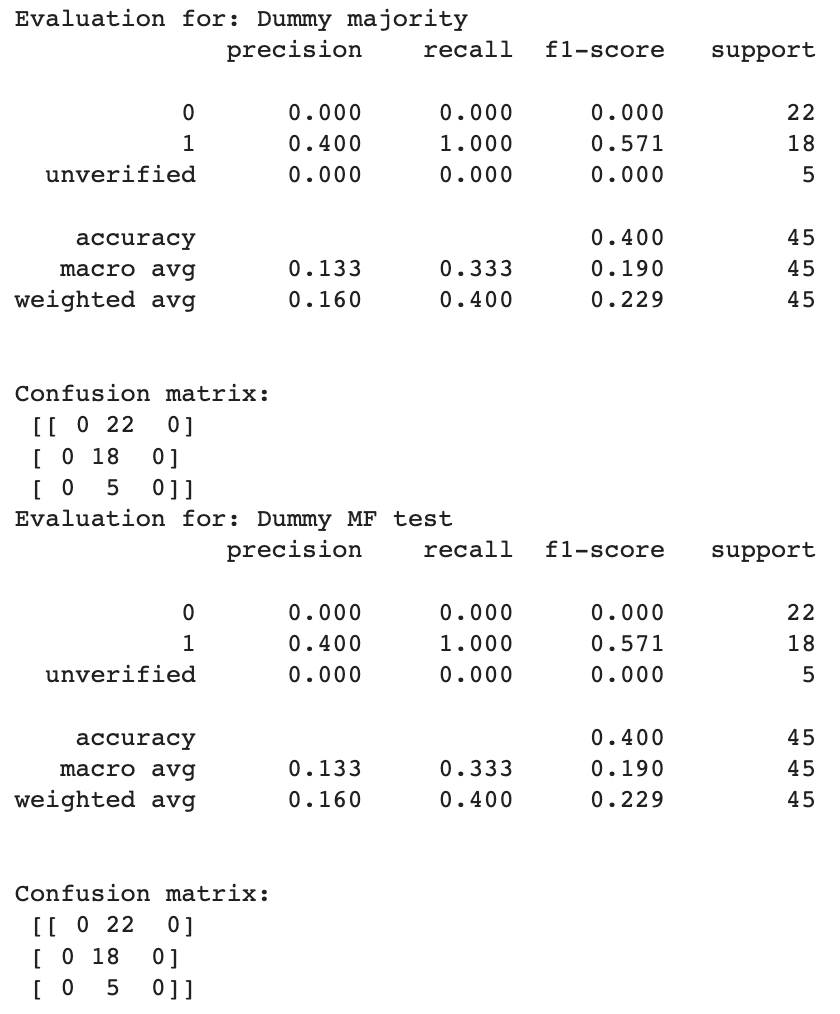 Evaluation for: Dummy majority
precision recall f1-score support
0 0.000 0.000 0.000 22
1 0.400 1.000 0.571 18
unverified 0.000 0.000 0.000 5
accuracy 0.400 45
macro avg 0.133 0.333 0.190 45
weighted avg 0.160 0.400 0.229 45
Confusion matrix:
[[ 0 22 0]
[ 0 18 0]
[ 0 5 0]]
Evaluation for: Dummy MF test
precision recall f1-score support
0 0.000 0.000 0.000 22
1 0.400 1.000 0.571 18
unverified 0.000 0.000 0.000 5
accuracy 0.400 45
macro avg 0.133 0.333 0.190 45
weighted avg 0.160 0.400 0.229 45
Confusion matrix:
[[ 0 22 0]
[ 0 18 0]
[ 0 5 0]]